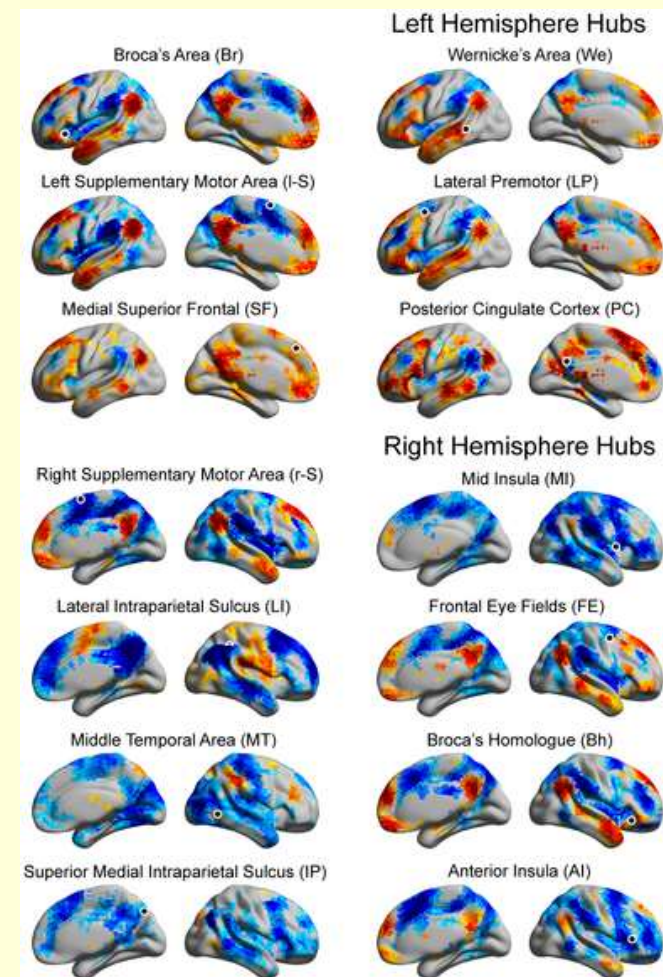 Left Hemisphere Hubs
Broca's Area (Br)
Wernicke's Area (We)
Left Supplementary Motor Area (l-S)
Lateral Premotor (LP)
Medial Superior Frontal (SF)
Posterior Cingulate Cortex (PC)
Right Hemisphere Hubs
Right Supplementary Motor Area (r-S)
Mid Insula (MI)
Lateral Intraparietal Sulcus (LI)
Frontal Eye Fields (FE)
Middle Temporal Area (MT)
Broca's Homologue (Bh)
Superior Medial Intraparietal Sulcus (IP)
Anterior Insula (AI)